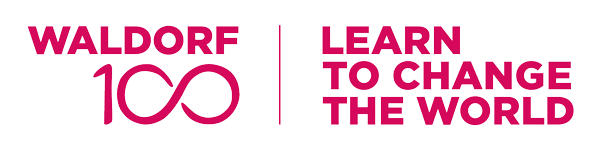 WALDORF
100
LEARN
TO CHANGE
THE WORLD